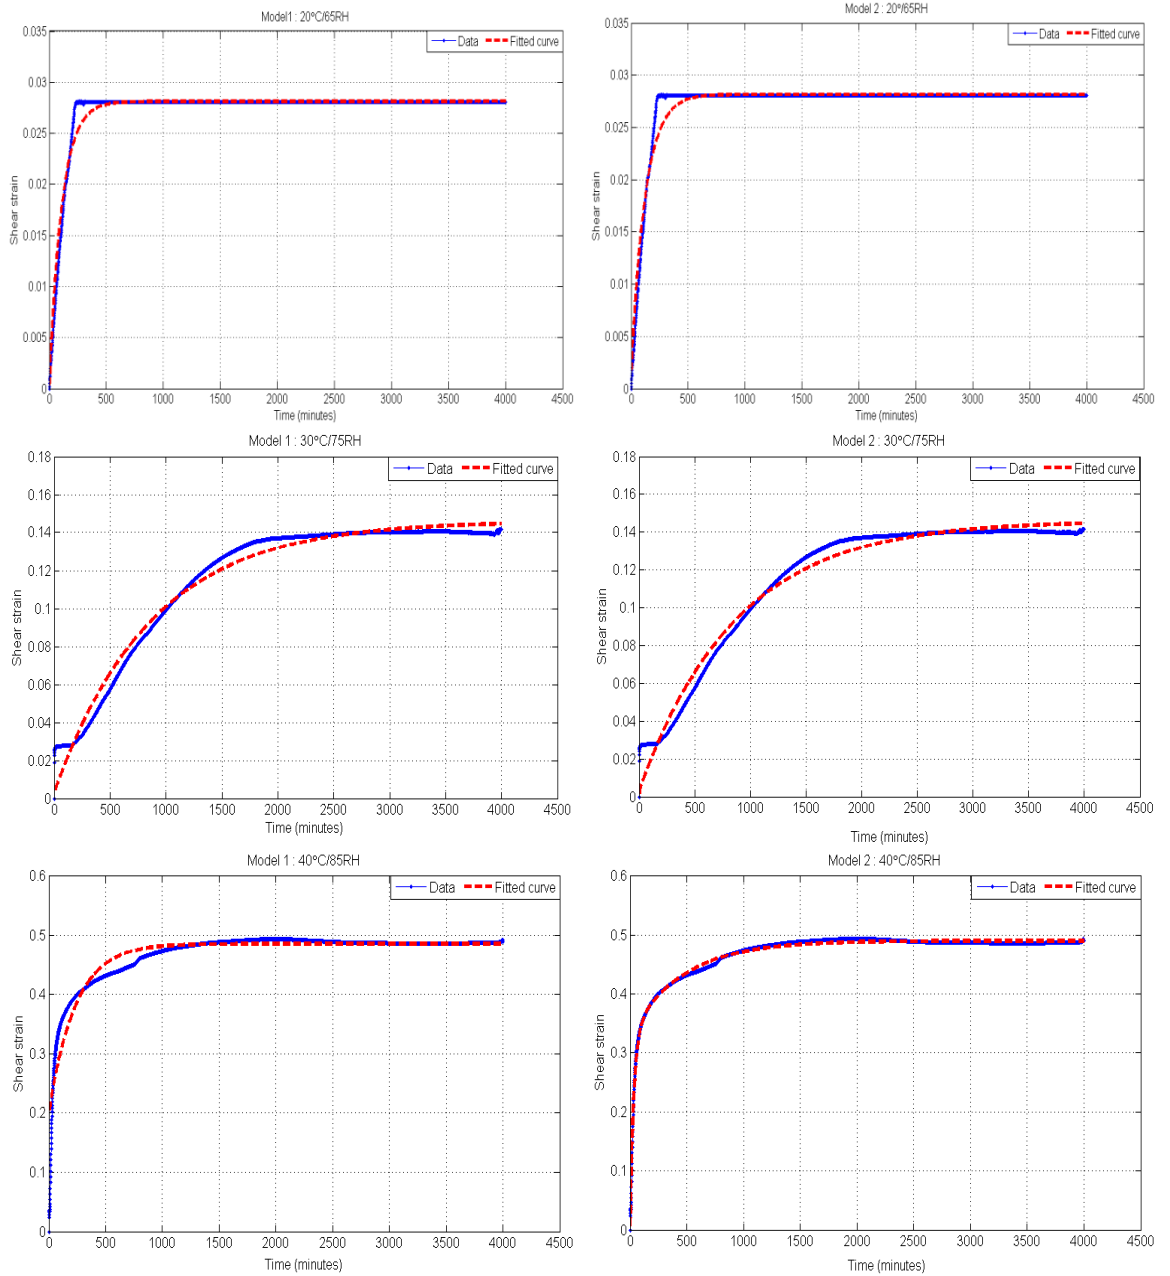 Model1 : 20°C/65RH
0.035
0.03
0.025
0.02
0.015
0.01
0.005
0
Shear strain
Data Fitted curve
0 500 1000 1500 2000 2500 3000 3500 4000 4500
Time (minutes)
Model 2 : 20°/65RH
0.035
0.03
0.025
0.02
0.015
0.01
0.005
0
Shear strain
Data Fitted curve
0 500 1000 1500 2000 2500 3000 3500 4000 4500
Time (minutes)
Model 1 : 30°C/75RH
0.18
0.16
0.14
0.12
0.1
0.08
0.06
0.04
0.02
0
Shear strain
Data Fitted curve
0 500 1000 1500 2000 2500 3000 3500 4000 4500
Time (minutes)
Model 2 : 30°C/75RH
0.18
0.16
0.14
0.12
0.1
0.08
0.06
0.04
0.02
0
Shear strain
Data Fitted curve
0 500 1000 1500 2000 2500 3000 3500 4000 4500
Time (minutes)
Model 1 : 40°C/85RH
0.6
0.5
0.4
0.3
0.2
0.1
0
Shear strain
Data Fitted curve
0 500 1000 1500 2000 2500 3000 3500 4000 4500
Time (minutes)
Model 2 : 40°C/85RH
0.6
0.5
0.4
0.3
0.2
0.1
0
Shear strain
Data Fitted curve
0 500 1000 1500 2000 2500 3000 3500 4000 4500
Time (minutes)